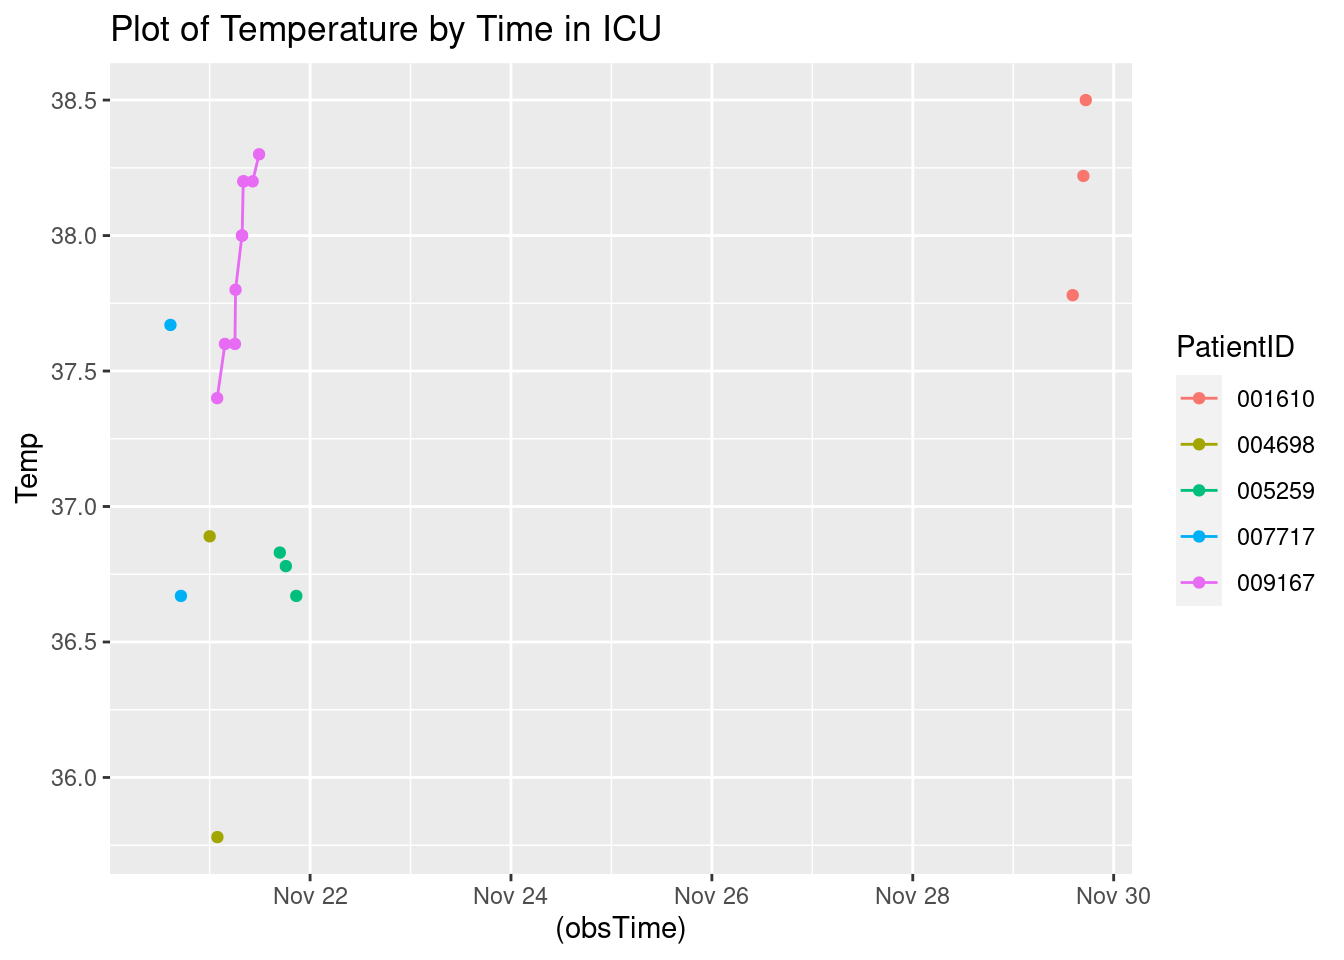 Plot of Temperature by Time in ICU
38.5
38.0
37.5
37.0
36.5
36.0
Temp
Nov 22
Nov 24
Nov 26
Nov 28
Nov 30
(obsTime)
PatientID
001610
004698
005259
007717
009167